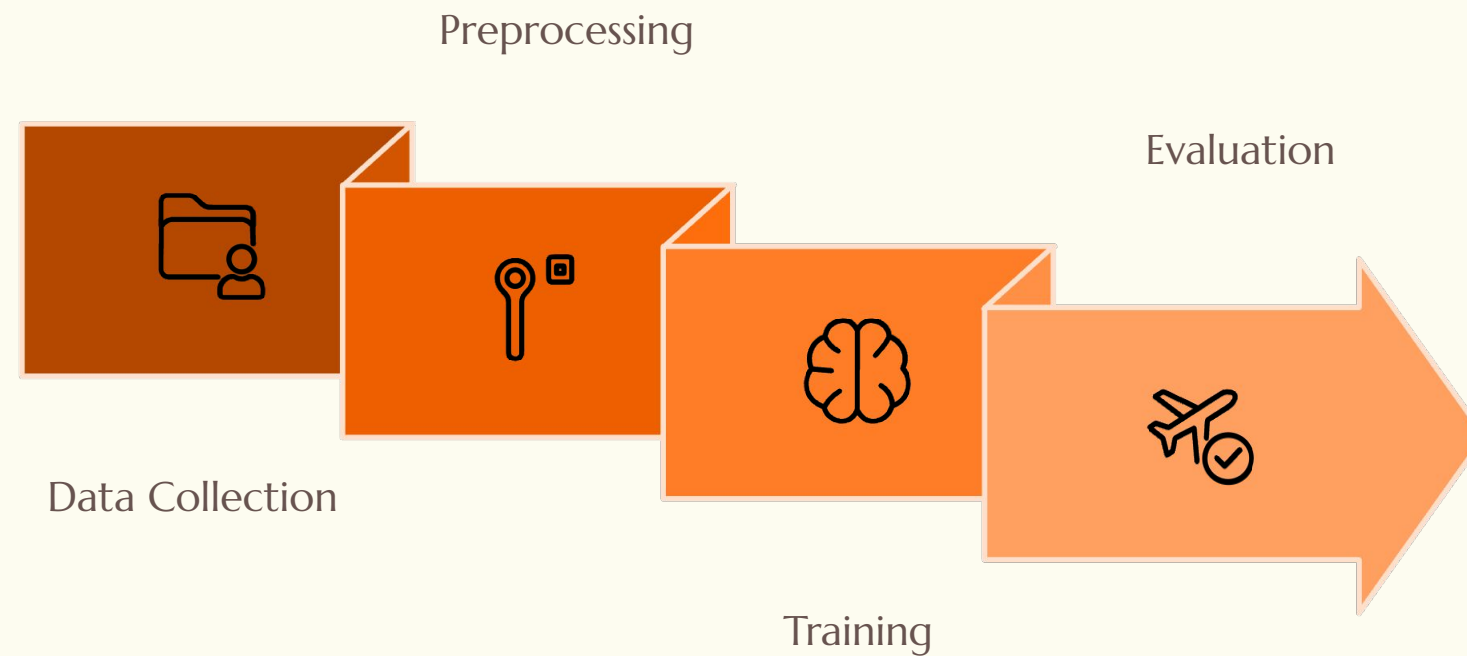 Preprocessing
Evaluation
Data Collection
Training